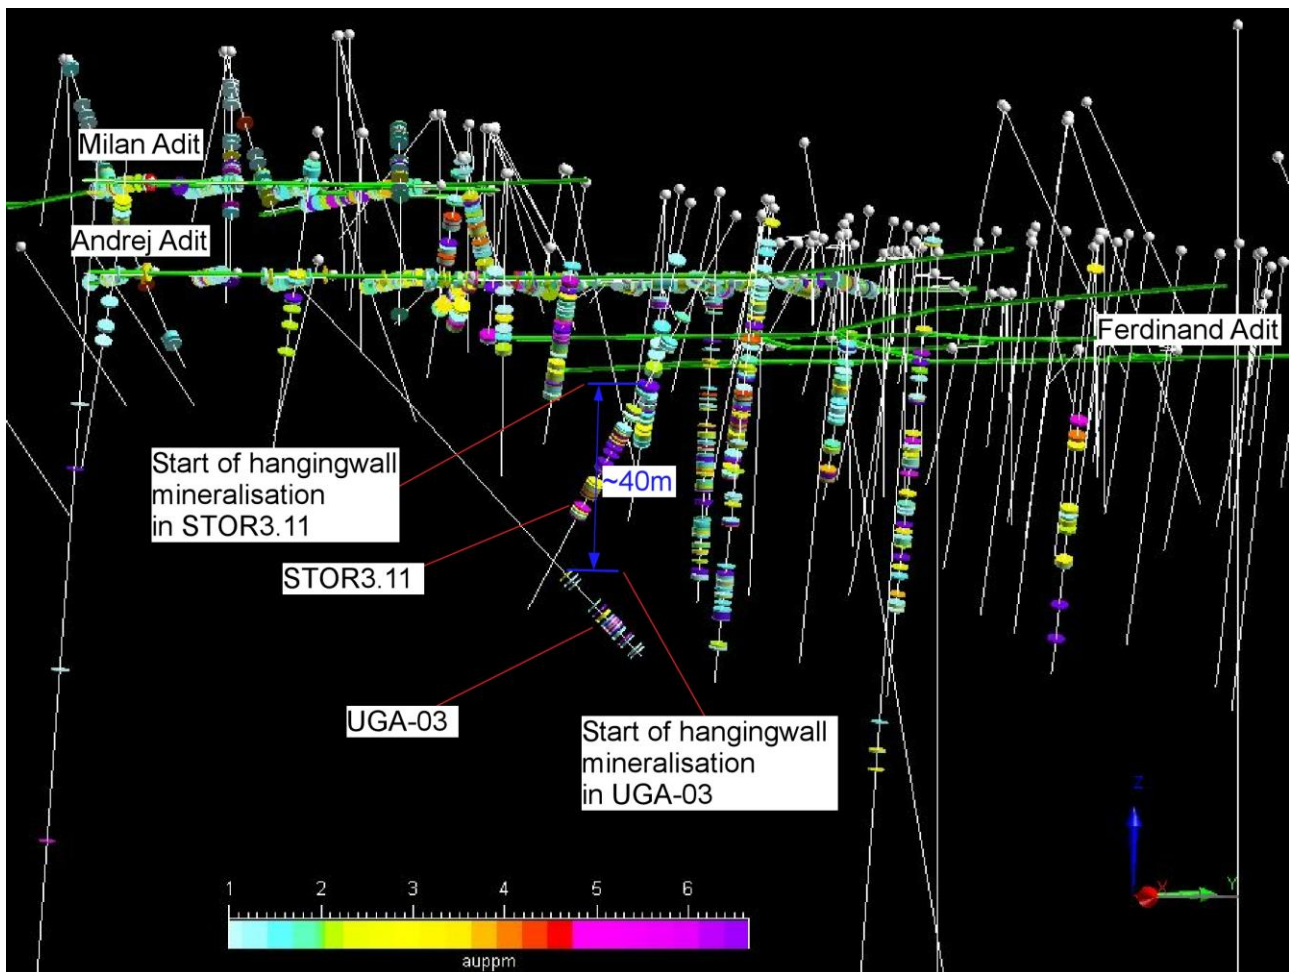 Milan Adit
Andrej Adit
Ferdinand Adit
Start of hangingwall
mineralisation
in STOR3.11
~40m
STOR3.11
UGA-03
Start of hangingwall
mineralisation
in UGA-03
Z
X
Y
1 2 3 4 5 6
auppm